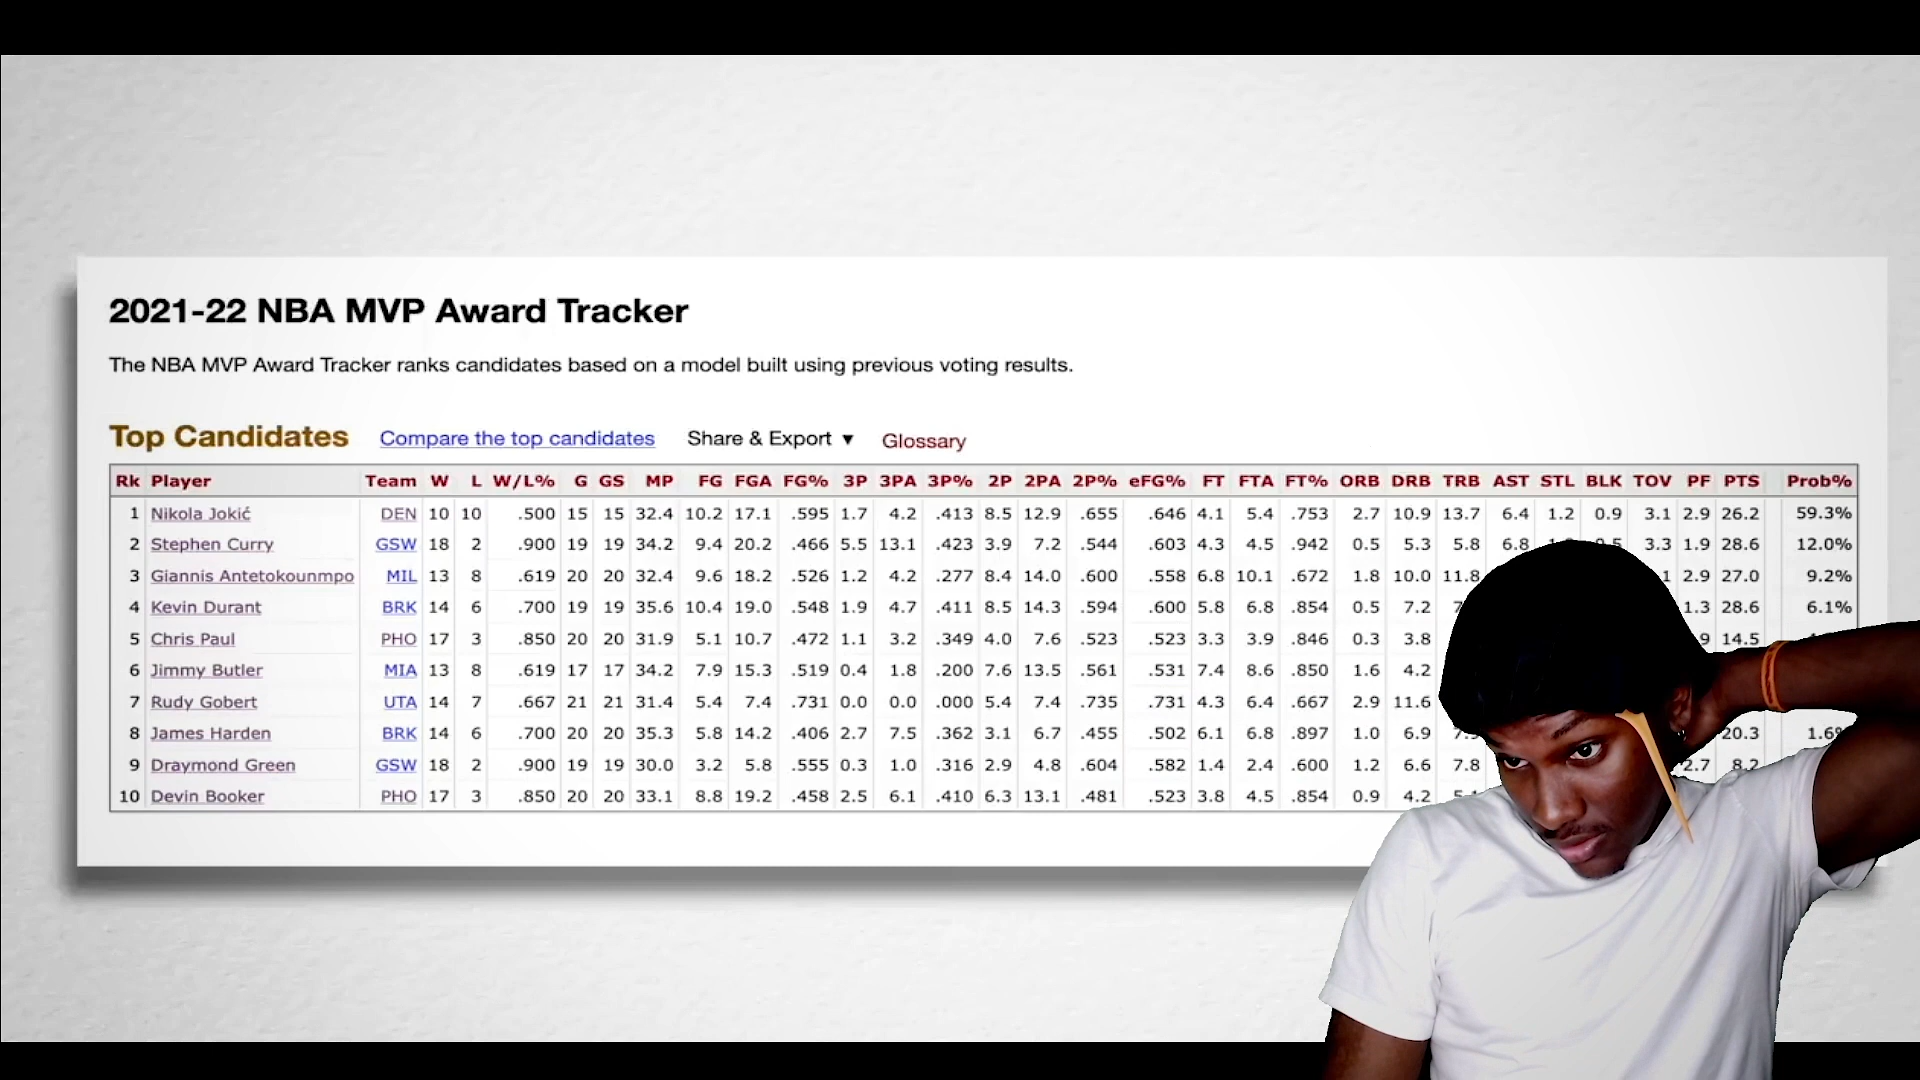 2021-22 NBA MVP Award Tracker
The NBA MVP Award Tracker ranks candidates based on a model built using previous voting results.
Top Candidates Compare the top candidates Share & Export ▼ Glossary
Rk Player Team W L W/L% G GS MP FG FGA FG% 3P 3PA 3P% 2P 2PA 2P% eFG% FT FTA FT% ORB DRB TRB AST STL BLK TOV PF PTS Prob%
1 Nikola Jokić DEN 10 10 .500 15 15 32.4 10.2 17.1 .595 1.7 4.2 .413 8.5 12.9 .655 .646 4.1 5.4 .753 2.7 10.9 13.7 6.4 1.2 0.9 3.1 2.9 26.2 59.3%
2 Stephen Curry GSW 18 2 .900 19 19 34.2 9.4 20.2 .466 5.5 13.1 .423 3.9 7.2 .544 .603 4.3 4.5 .942 0.5 5.3 5.8 6.8 3.3 1.9 28.6 12.0%
3 Giannis Antetokounmpo MIL 13 8 .619 20 20 32.4 9.6 18.2 .526 1.2 4.2 .277 8.4 14.0 .600 .558 6.8 10.1 .672 1.8 10.0 11.8 2.9 27.0 9.2%
4 Kevin Durant BRK 14 6 .700 19 19 35.6 10.4 19.0 .548 1.9 4.7 .411 8.5 14.3 .594 .600 5.8 6.8 .854 0.5 7.2 1.3 28.6 6.1%
5 Chris Paul PHO 17 3 .850 20 20 31.9 5.1 10.7 .472 1.1 3.2 .349 4.0 7.6 .523 .523 3.3 3.9 .846 0.3 3.8 14.5
6 Jimmy Butler MIA 13 8 .619 17 17 34.2 7.9 15.3 .519 0.4 1.8 .200 7.6 13.5 .561 .531 7.4 8.6 .850 1.6 4.2
7 Rudy Gobert UTA 14 7 .667 21 21 31.4 5.4 7.4 .731 0.0 0.0 .000 5.4 7.4 .735 .731 4.3 6.4 .667 2.9 11.6
8 James Harden BRK 14 6 .700 20 20 35.3 5.8 14.2 .406 2.7 7.5 .362 3.1 6.7 .455 .502 6.1 6.8 .897 1.0 6.9 20.3
9 Draymond Green GSW 18 2 .900 19 19 30.0 3.2 5.8 .555 0.3 1.0 .316 2.9 4.8 .604 .582 1.4 2.4 .600 1.2 6.6 7.8 2.7 8.2
10 Devin Booker PHO 17 3 .850 20 20 33.1 8.8 19.2 .458 2.5 6.1 .410 6.3 13.1 .481 .523 3.8 4.5 .854 0.9 4.2